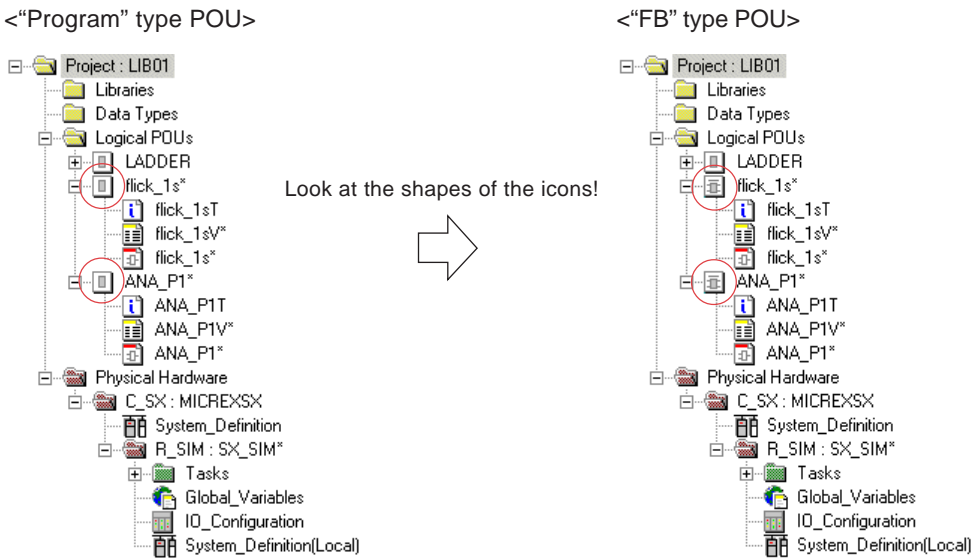 <“Program” type POU>
Project : LIB01
Libraries
Data Types
Logical POUs
LADDER
flick_1s*
flick_1sT
flick_1sV*
flick_1s*
ANA_P1*
ANA_P1T
ANA_P1V*
ANA_P1*
Physical Hardware
C_SX : MICREXSX
System_Definition
R_SIM : SX_SIM*
Tasks
Global_Variables
IO_Configuration
System_Definition(Local)
Look at the shapes of the icons!
<“FB” type POU>
Project : LIB01
Libraries
Data Types
Logical POUs
LADDER
flick_1s*
flick_1sT
flick_1sV*
flick_1s*
ANA_P1*
ANA_P1T
ANA_P1V*
ANA_P1*
Physical Hardware
C_SX : MICREXSX
System_Definition
R_SIM : SX_SIM*
Tasks
Global_Variables
IO_Configuration
System_Definition(Local)